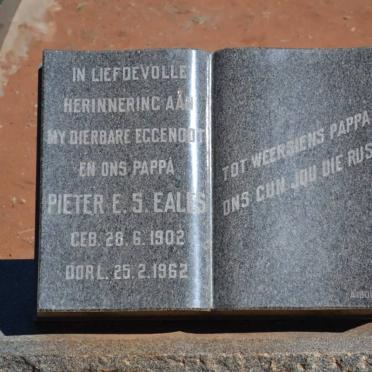 IN LIEFDEVOLLE
HERINNERING AAN
MY DIERBARE EGGENOOT
EN ONS PAPPA
PIETER E. S. EALES
GEB. 28. 6. 1902
OORL. 25. 2. 1962
TOT WEERSIENS PAPPA
ONS GUN JOU DIE RUS